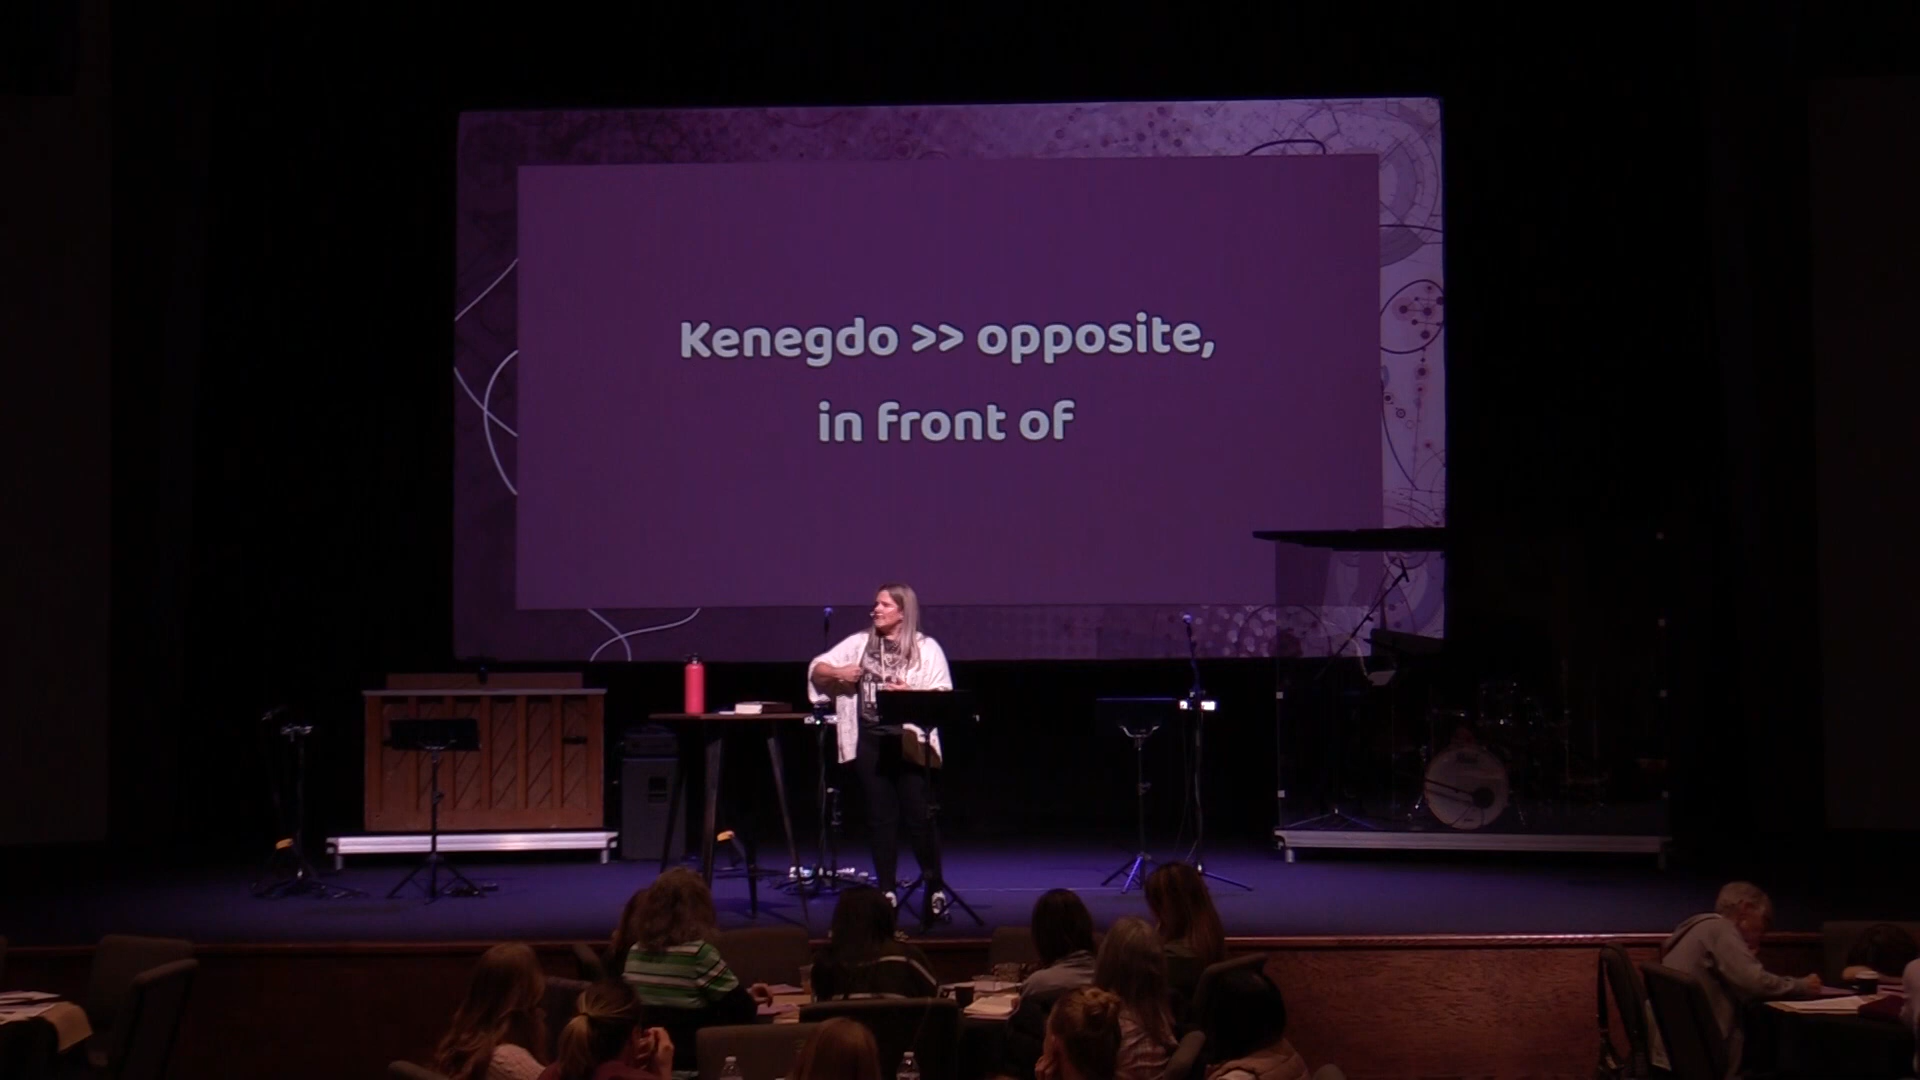 Kenegdo >> opposite,
in front of